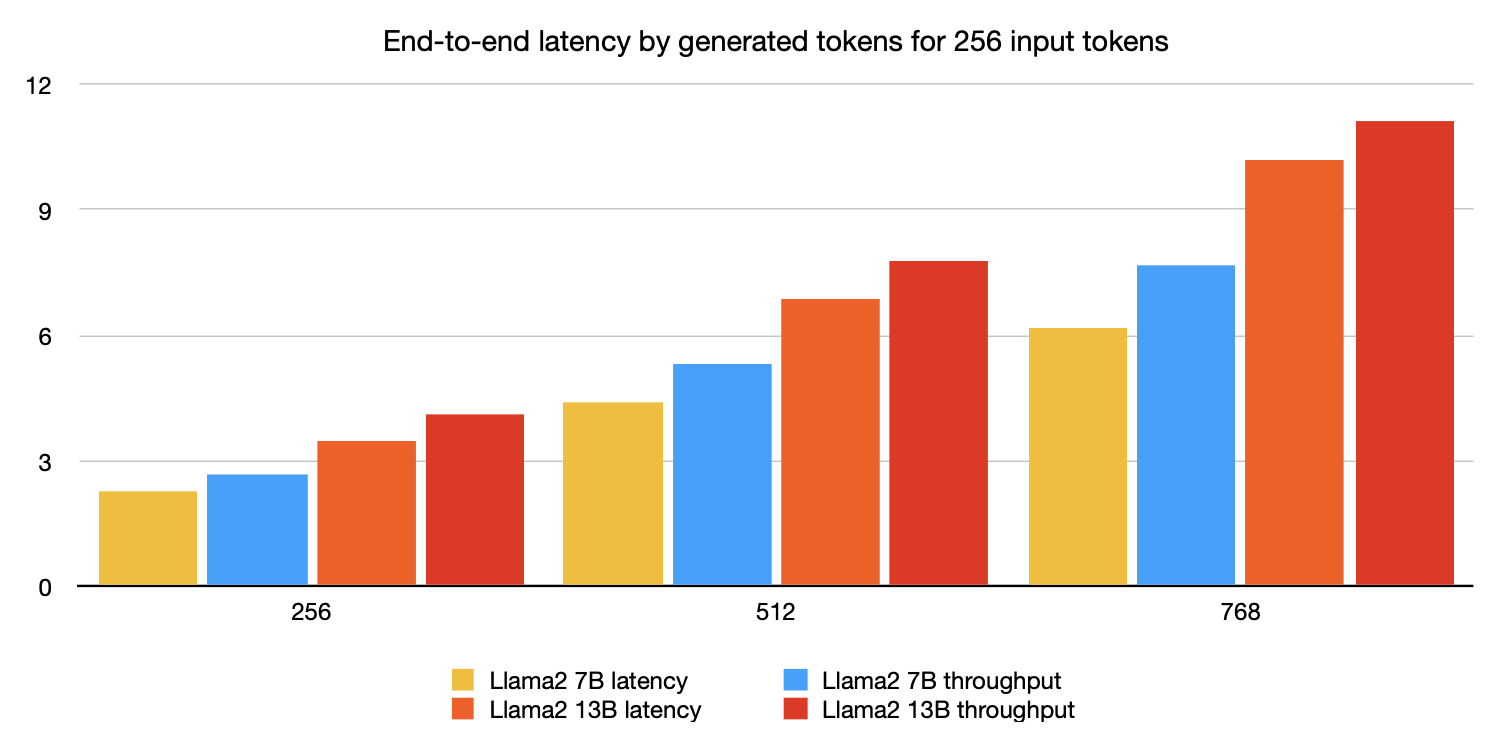 End-to-end latency by generated tokens for 256 input tokens
12
9
6
3
0
256 512 768
Llama2 7B latency Llama2 7B throughput
Llama2 13B latency Llama2 13B throughput